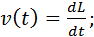 v(t) = dL/dt;